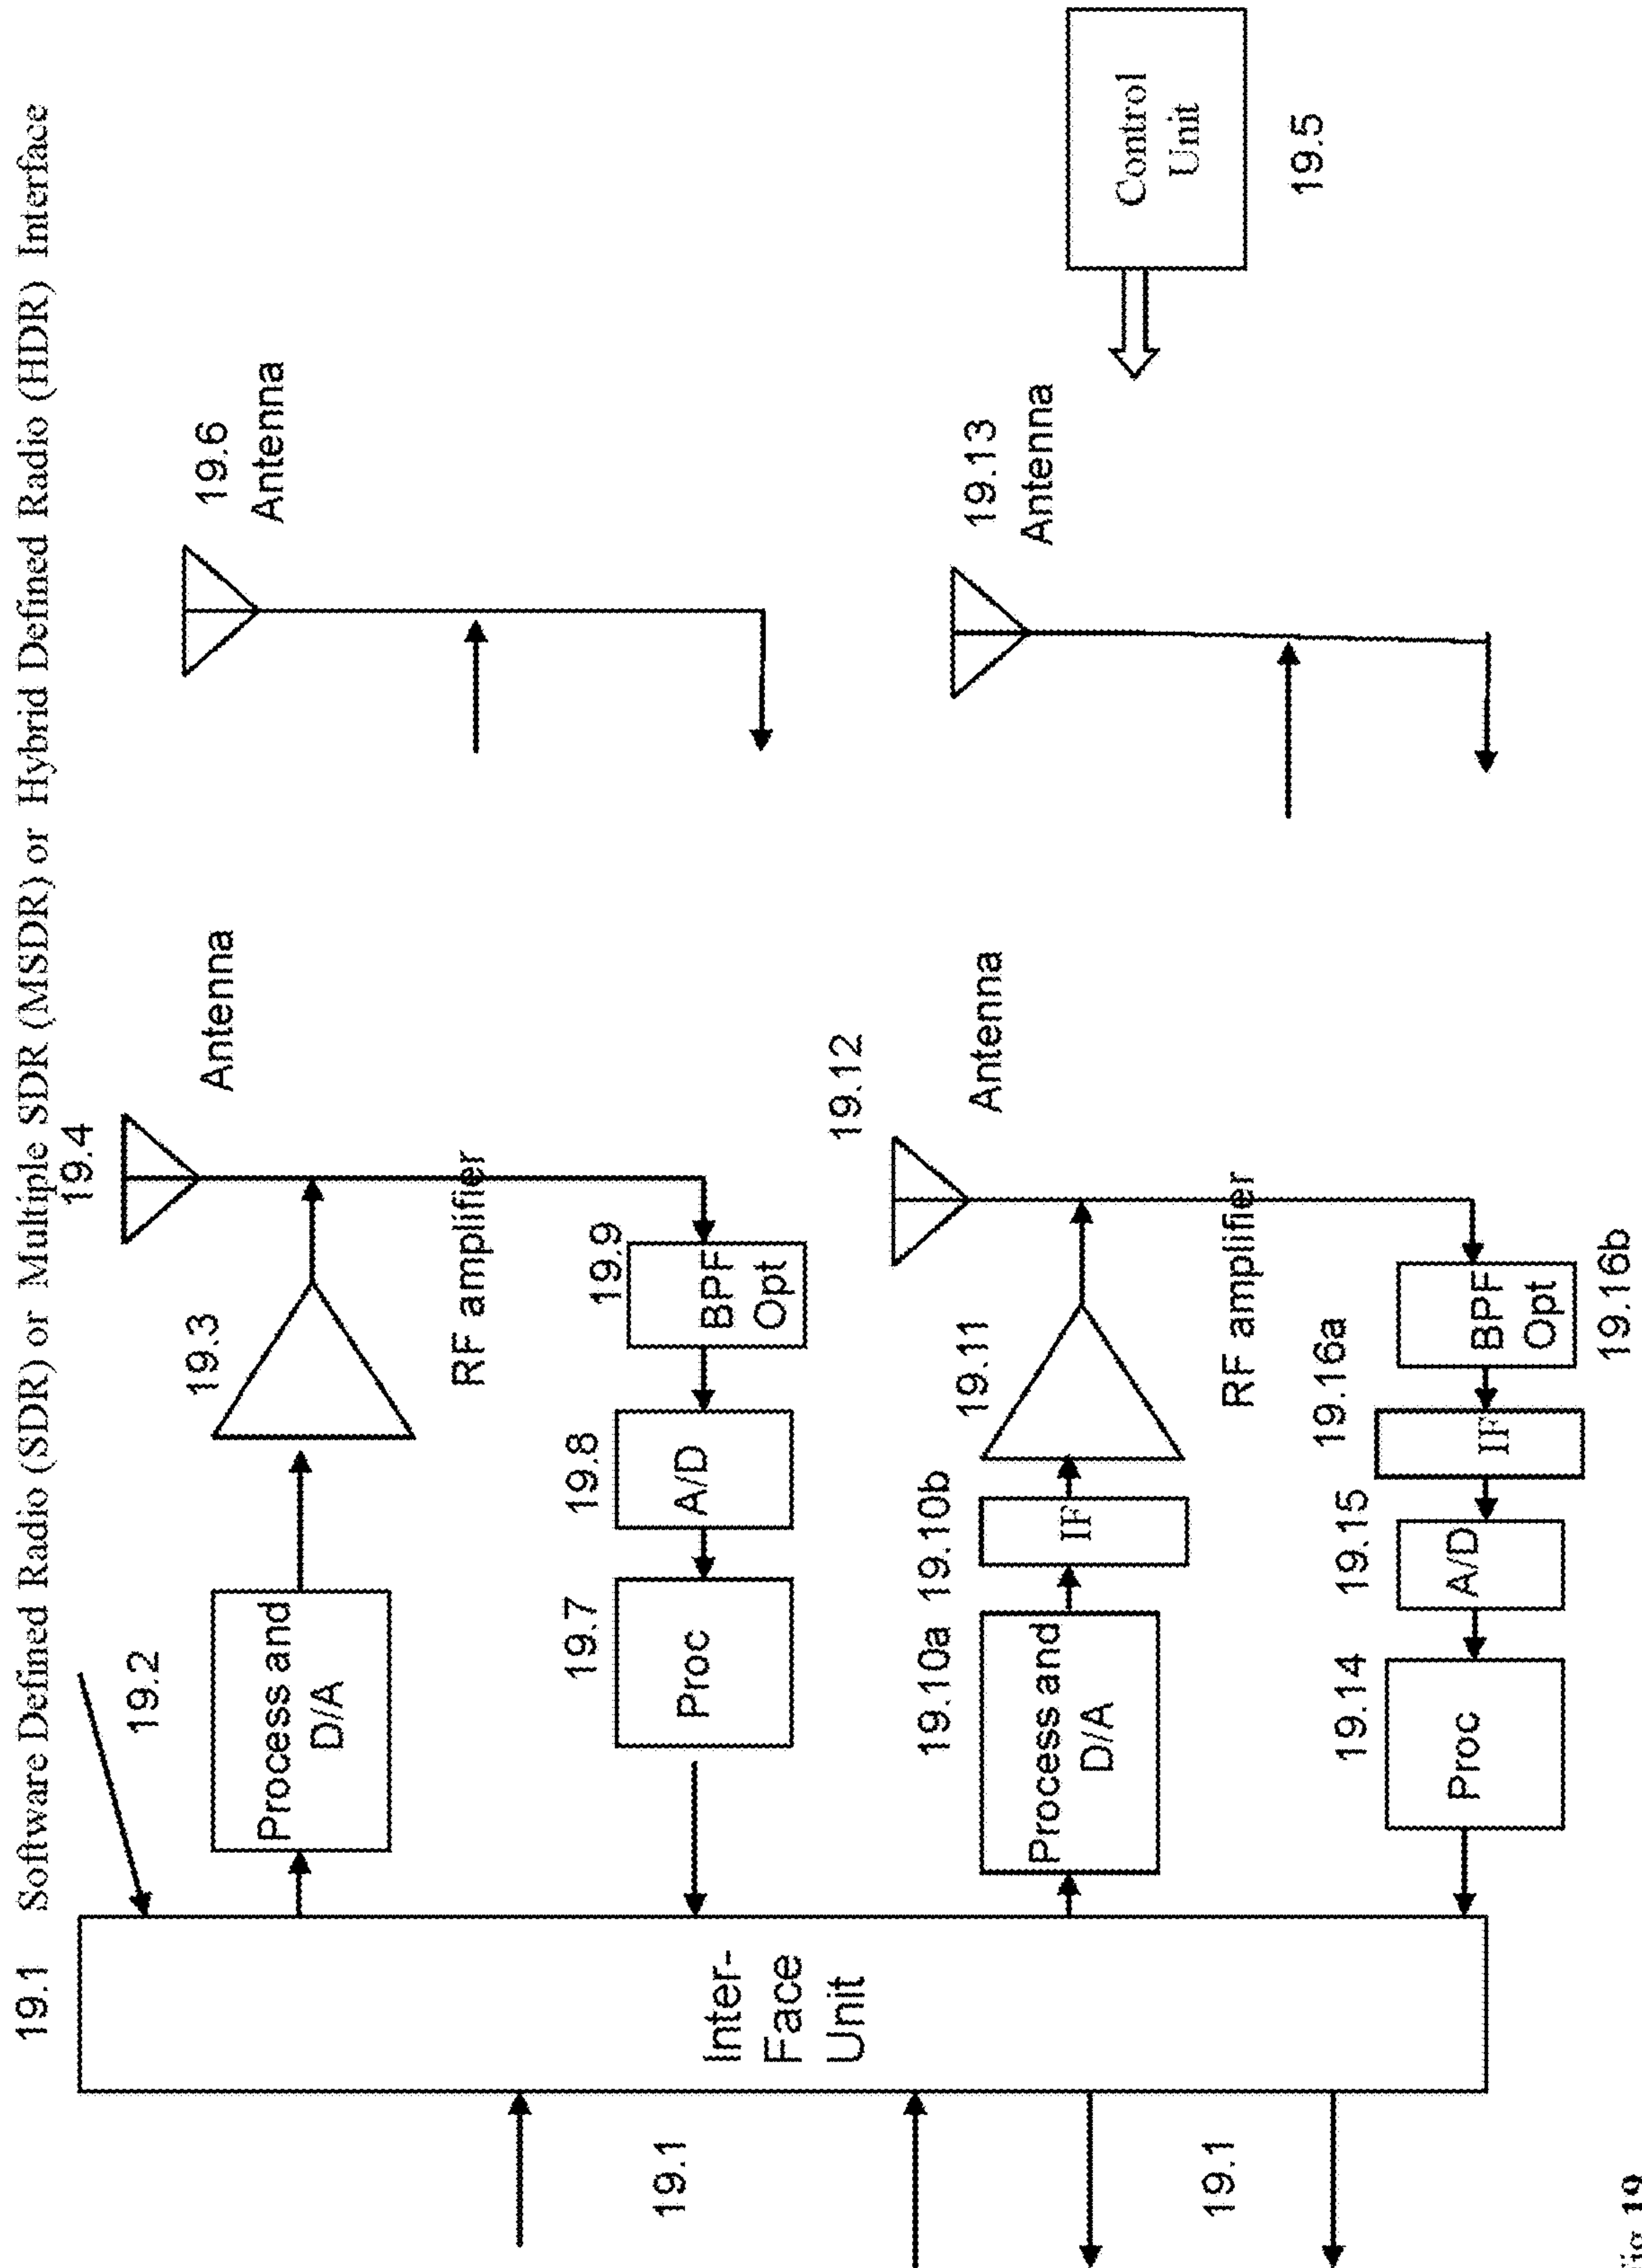 19.1 Software Defined Radio (SDR) or Multiple SDR (MSDR) or Hybrid Defined Radio (HDR) Interface
19.4
19.2
19.3
Antenna
19.6
Antenna
Process and
D/A
RF amplifier
19.7
19.8
19.9
Proc
A/D
BPF
Opt
Inter-
Face
Unit
19.12
19.10a
19.10b
19.11
Antenna
19.13
Antenna
Process and
D/A
IF
Control
Unit
19.5
RF amplifier
19.14
19.15
19.16a
Proc
A/D
IF
BPF
Opt
19.16b
19.1
19.1
19